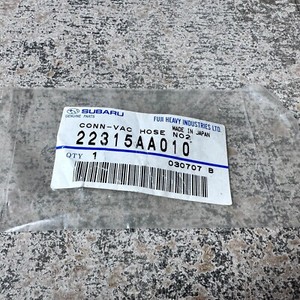 SUBARU
GENUINE PARTS
FUJI HEAVY INDUSTRIES LTD.
MADE IN JAPAN
CONN-VAC HOSE NO2
22315AA010
QTY 1
030707 B